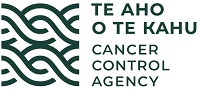 TE AHO
O TE KAHU
CANCER
CONTROL
AGENCY